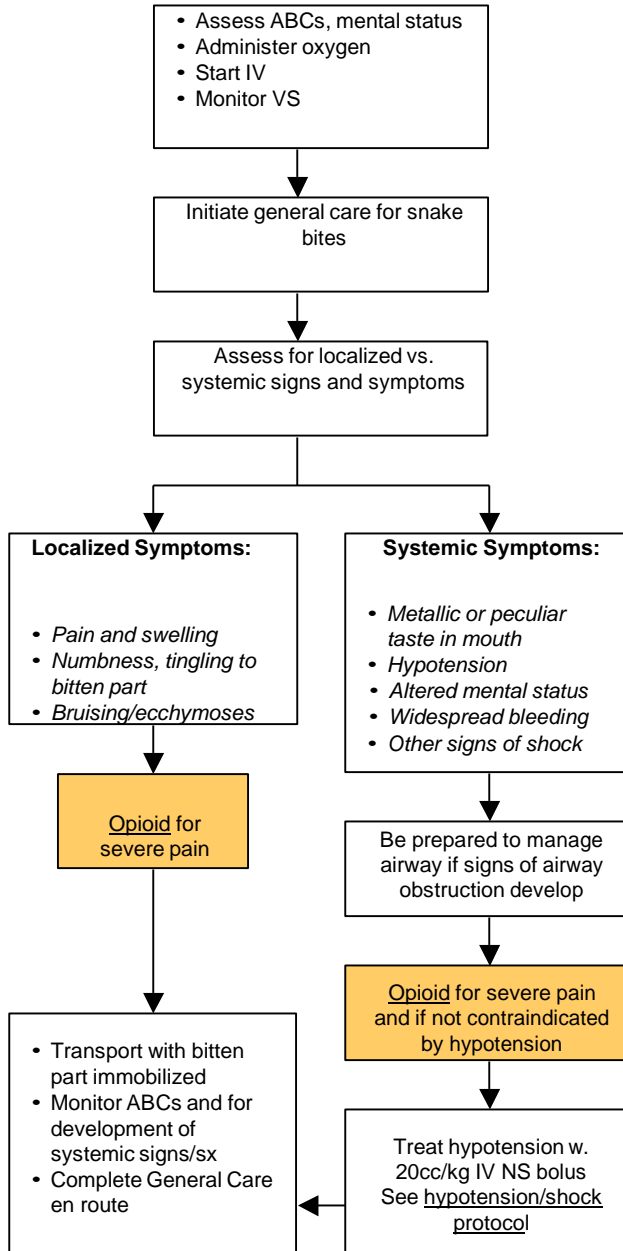 • Assess ABCs, mental status
• Administer oxygen
• Start IV
• Monitor VS
Initiate general care for snake
bites
Assess for localized vs.
systemic signs and symptoms
Localized Symptoms:
• Pain and swelling
• Numbness, tingling to
bitten part
• Bruising/ecchymoses
Opioid for
severe pain
Systemic Symptoms:
• Metallic or peculiar
taste in mouth
• Hypotension
• Altered mental status
• Widespread bleeding
• Other signs of shock
Be prepared to manage
airway if signs of airway
obstruction develop
Opioid for severe pain
and if not contraindicated
by hypotension
Treat hypotension w.
20cc/kg IV NS bolus
See hypotension/shock
protocol
• Transport with bitten
part immobilized
• Monitor ABCs and for
development of
systemic signs/sx
• Complete General Care
en route